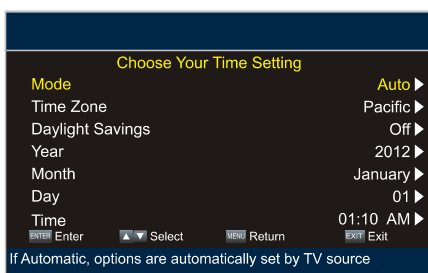 Choose Your Time Setting
Mode Auto
Time Zone Pacific
Daylight Savings Off
Year 2012
Month January
Day 01
Time 01:10 AM
ENTER Enter Select MENU Return EXIT Exit
If Automatic, options are automatically set by TV source